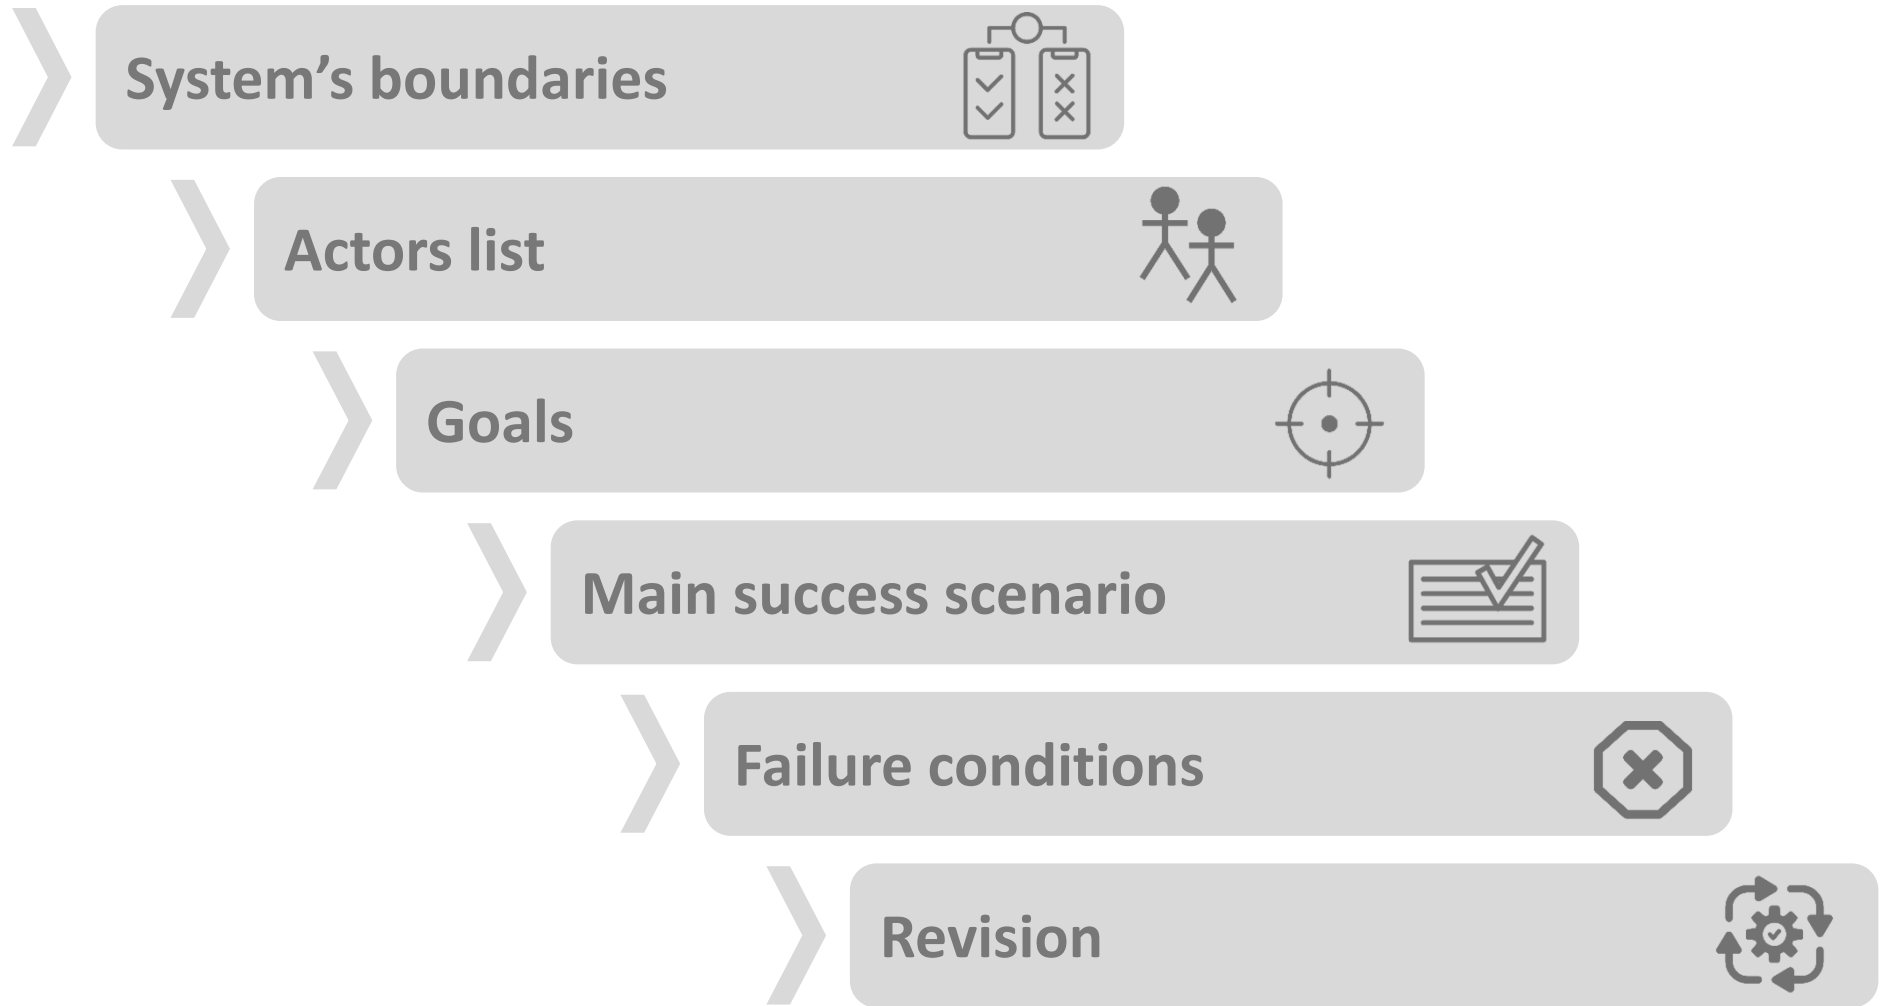 System’s boundaries
Actors list
Goals
Main success scenario
Failure conditions
Revision